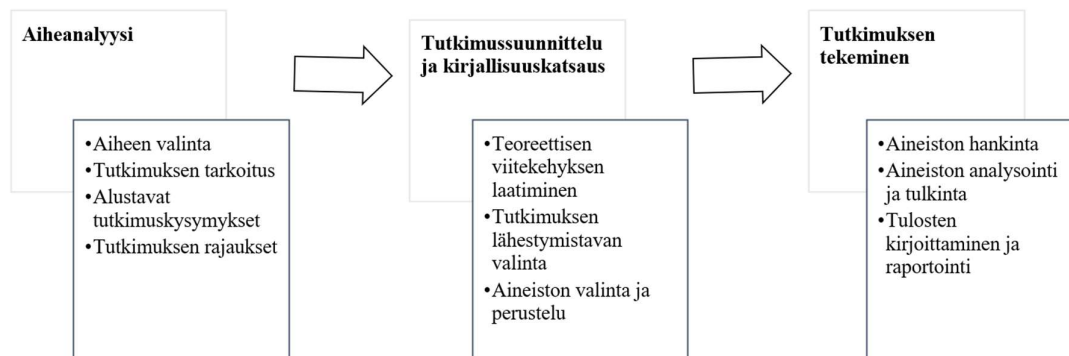 Aiheanalyysi
•Aiheen valinta
•Tutkimuksen tarkoitus
•Alustavat
tutkimuskysymykset
•Tutkimuksen rajaukset
Tutkimussuunnittelu
ja kirjallisuuskatsaus
•Teoreettisen
viitekehyksen
laatiminen
•Tutkimuksen
lähestymistavan
valinta
•Aineiston valinta ja
perustelu
Tutkimuksen
tekeminen
•Aineiston hankinta
•Aineiston analysointi
ja tulkinta
•Tulosten
kirjoittaminen ja
raportointi